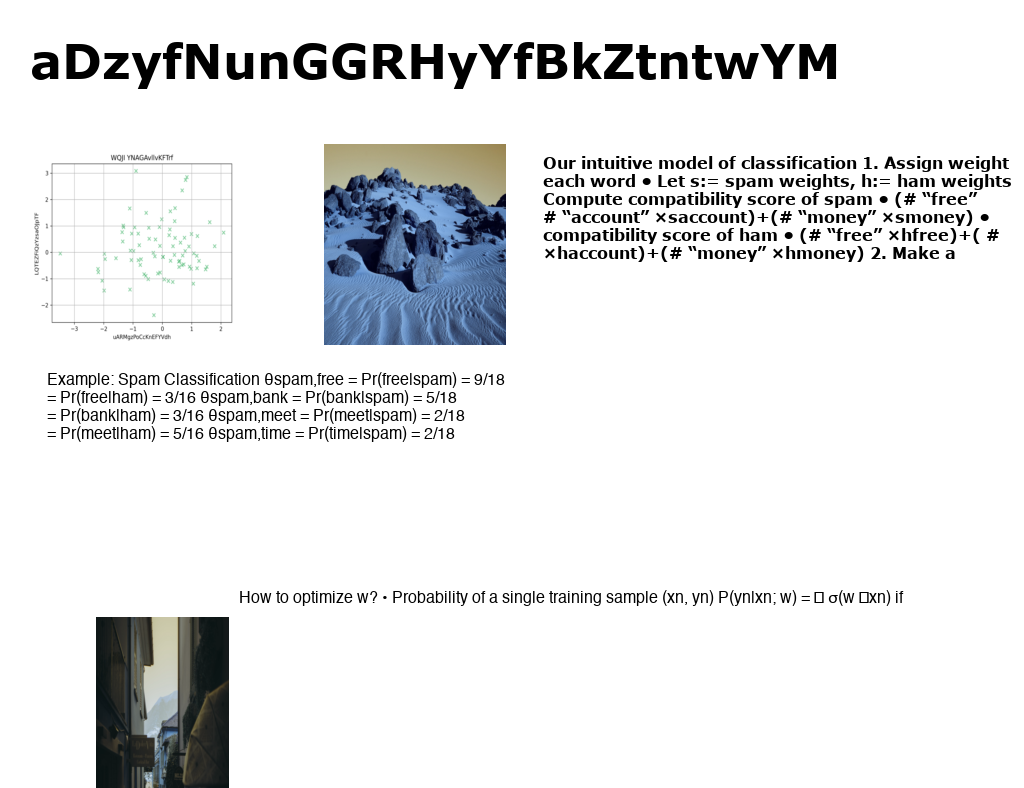 aDzyfNunGGRHyYfBkZtntwYM
WQJl YNAGAvllvKFTrf
3
2
1
0
−1
−2
−3 −2 −1 0 1 2
uARMgzPoCcKnEFYVdh
Our intuitive model of classification 1. Assign weight
each word • Let s:= spam weights, h:= ham weights
Compute compatibility score of spam • (# “free”
# “account” ×saccount)+(# “money” ×smoney) •
compatibility score of ham • (# “free” ×hfree)+( #
×haccount)+(# “money” ×hmoney) 2. Make a
Example: Spam Classification θspam,free = Pr(free|spam) = 9/18
= Pr(free|ham) = 3/16 θspam,bank = Pr(bank|spam) = 5/18
= Pr(bank|ham) = 3/16 θspam,meet = Pr(meet|spam) = 2/18
= Pr(meet|ham) = 5/16 θspam,time = Pr(time|spam) = 2/18
How to optimize w? • Probability of a single training sample (xn, yn) P(yn|xn; w) = σ(w xn) if